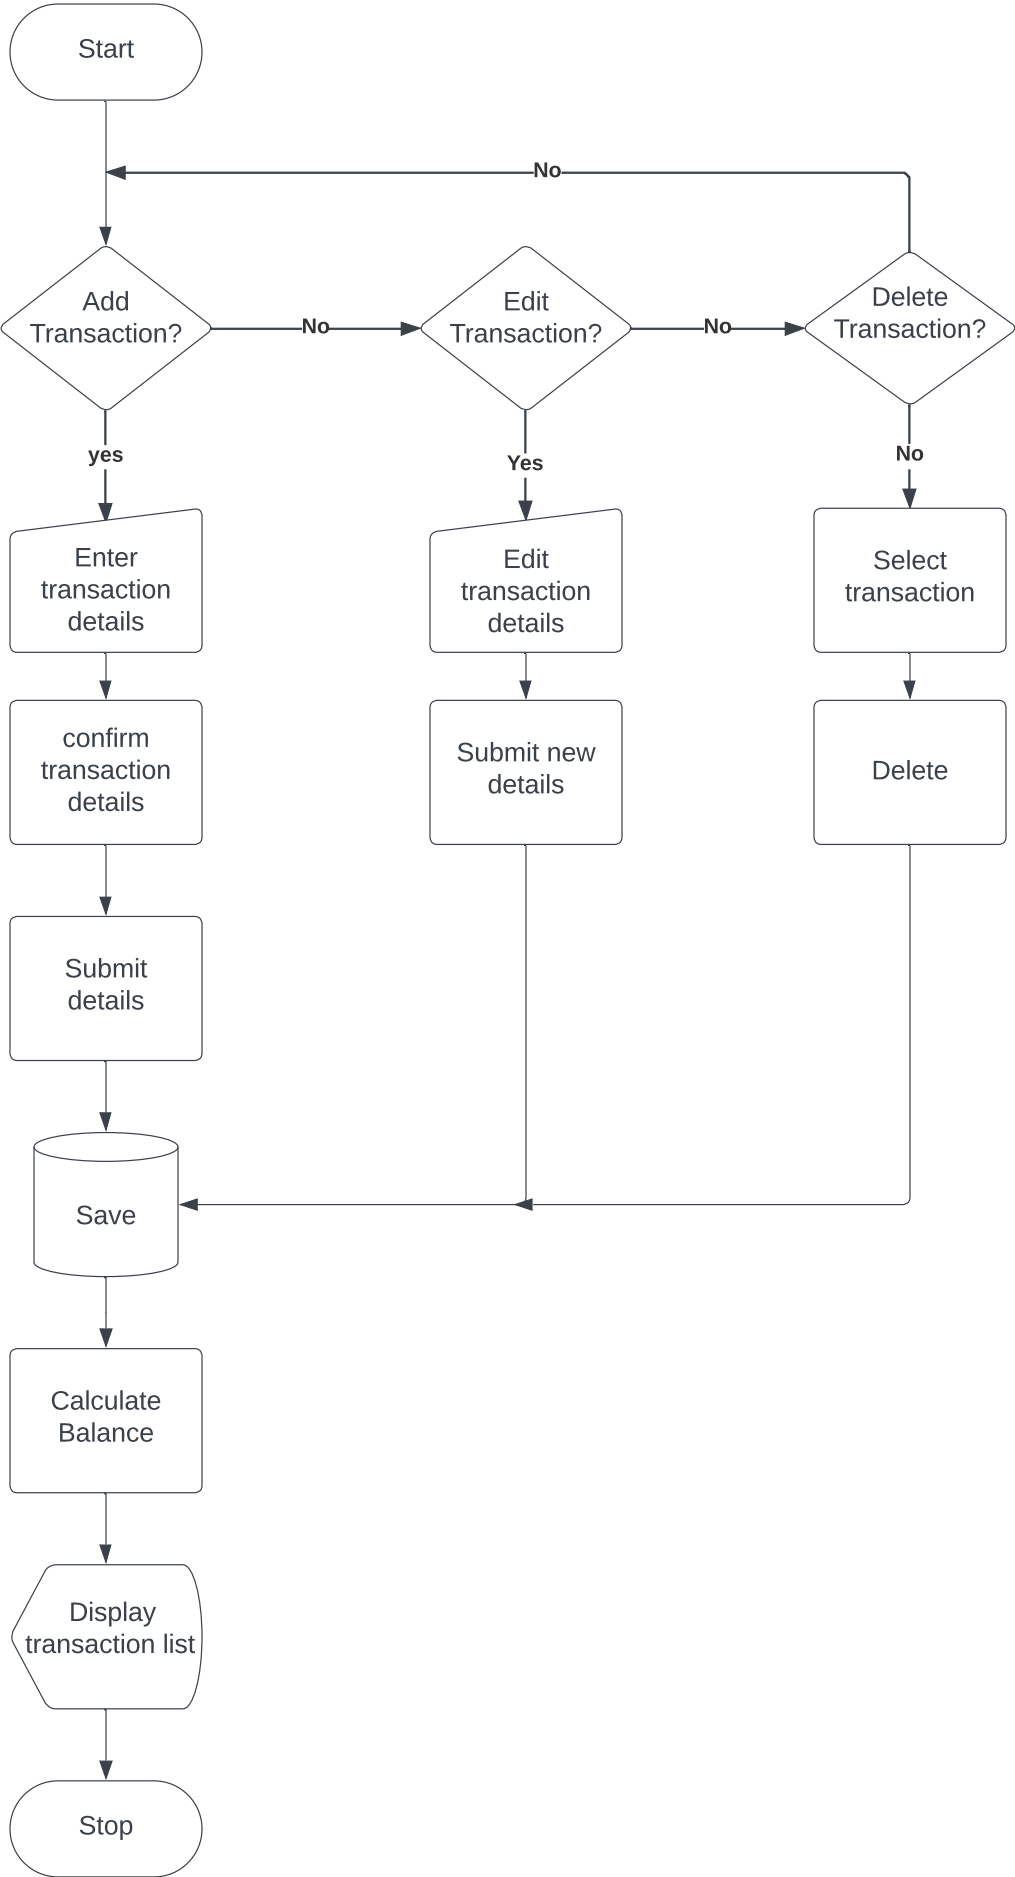 Start
No
Add
Transaction?
No
Edit
Transaction?
No
Delete
Transaction?
yes
Yes
No
Enter
transaction
details
Edit
transaction
details
Select
transaction
confirm
transaction
details
Submit new
details
Delete
Submit
details
Save
Calculate
Balance
Display
transaction list
Stop